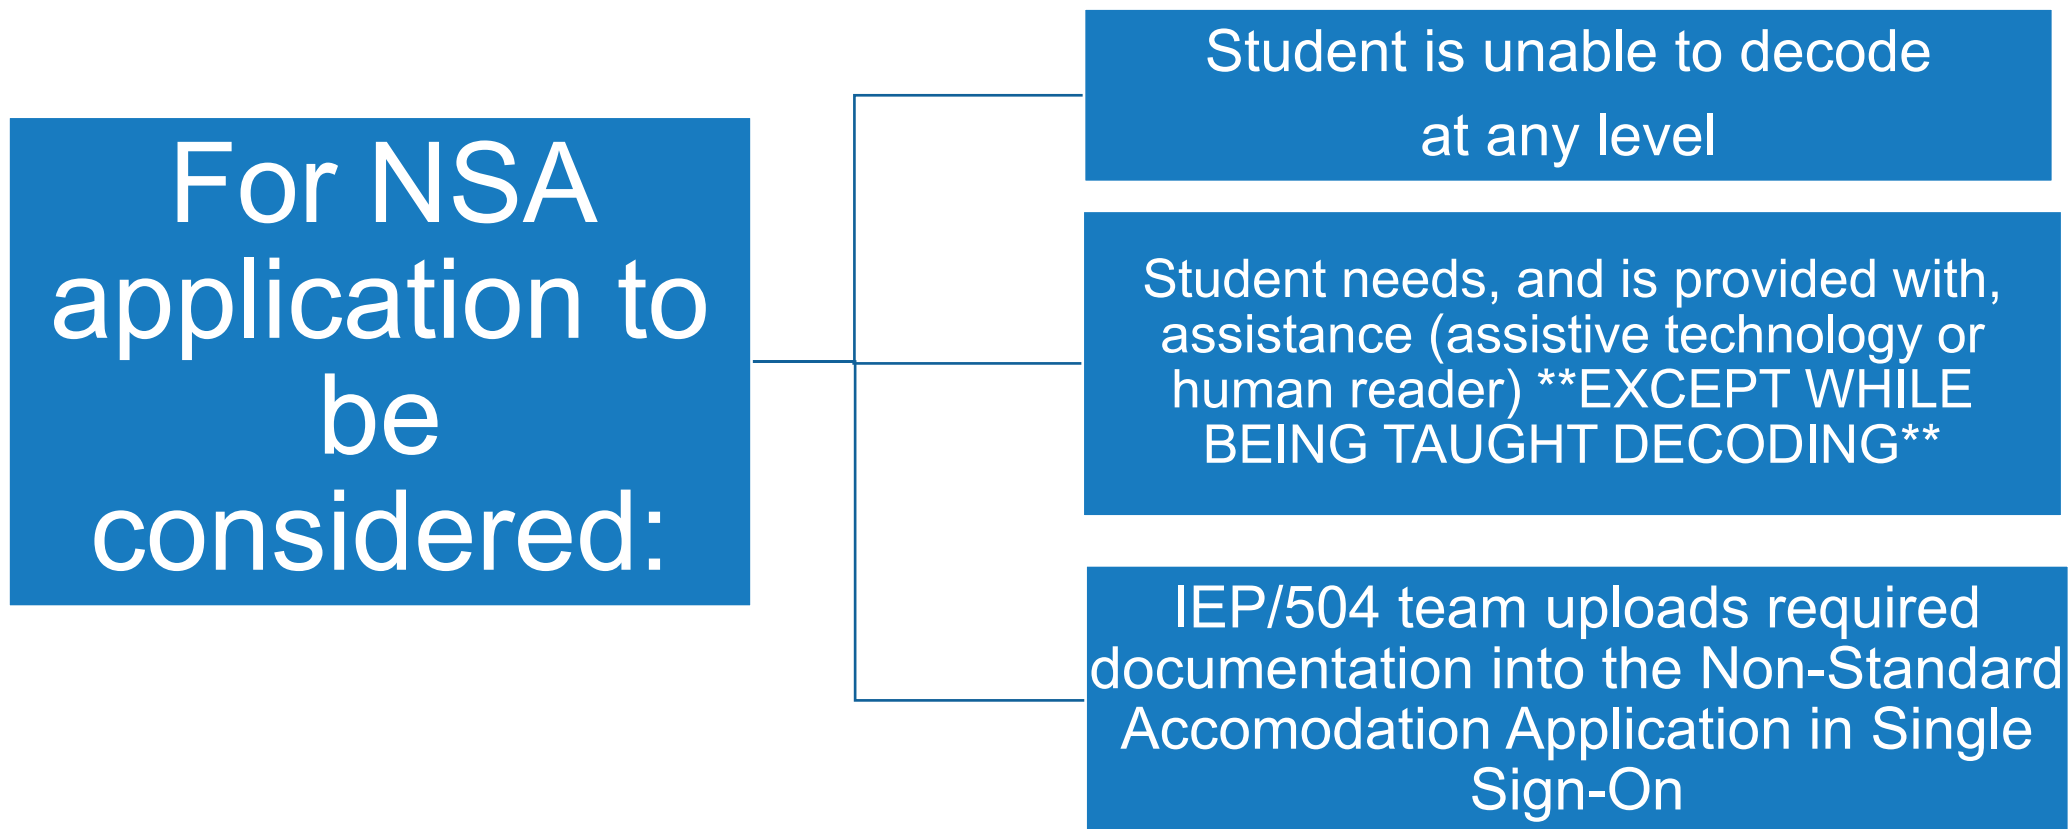 For NSA
application to
be
considered:
Student is unable to decode
at any level
Student needs, and is provided with,
assistance (assistive technology or
human reader) **EXCEPT WHILE
BEING TAUGHT DECODING**
IEP/504 team uploads required
documentation into the Non-Standard
Accomodation Application in Single
Sign-On